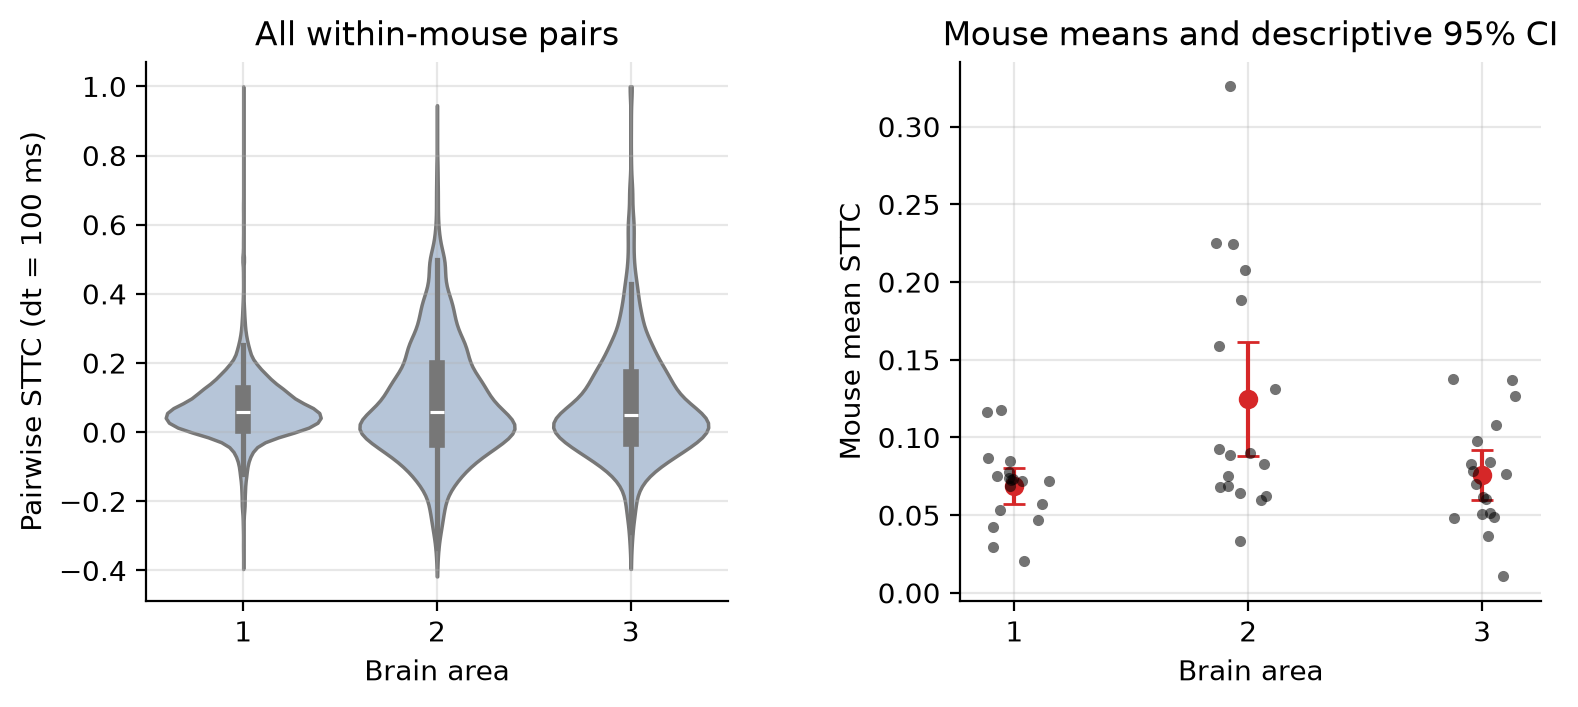 All within-mouse pairs
Pairwise STTC (dt = 100 ms)
1.0
0.8
0.6
0.4
0.2
0.0
−0.2
−0.4
1 2 3
Brain area
Mouse means and descriptive 95% CI
Mouse mean STTC
0.30
0.25
0.20
0.15
0.10
0.05
0.00
1 2 3
Brain area